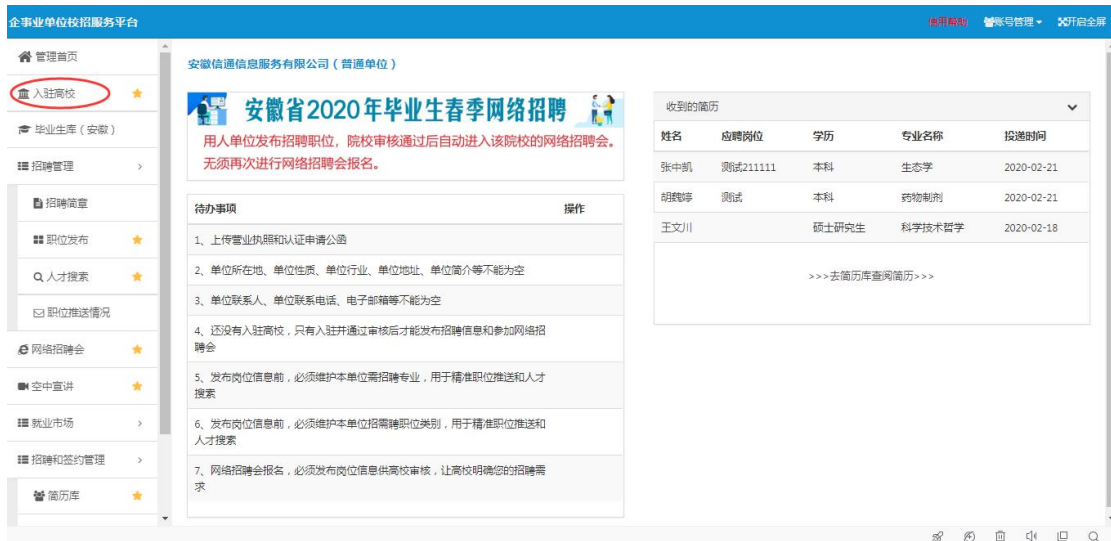 企事业单位校招服务平台
使用帮助 账号管理 开启全屏
管理首页
入驻高校
毕业生库（安徽）
招聘管理
招聘简章
职位发布
人才搜索
职位推送情况
网络招聘会
空中宣讲
就业市场
招聘和签约管理
简历库
安徽信通信息服务有限公司（普通单位）
安徽省2020年毕业生春季网络招聘
用人单位发布招聘职位，院校审核通过后自动进入该院校的网络招聘会。
无须再次进行网络招聘会报名。
待办事项 操作
1、上传营业执照和认证申请公函
2、单位所在地、单位性质、单位行业、单位地址、单位简介等不能为空
3、单位联系人、单位联系电话、电子邮箱等不能为空
4、还没有入驻高校，只有入驻并通过审核后才能发布招聘信息和参加网络招
聘会
5、发布岗位信息前，必须维护本单位需招聘专业，用于精准职位推送和人才
搜索
6、发布岗位信息前，必须维护本单位招需聘职位类别，用于精准职位推送和
人才搜索
7、网络招聘会报名，必须发布岗位信息供高校审核，让高校明确您的招聘需
求
收到的简历
姓名 应聘岗位 学历 专业名称 投递时间
张中凯 测试211111 本科 生态学 2020-02-21
胡魏婷 测试 本科 药物制剂 2020-02-21
王文川 硕士研究生 科学技术哲学 2020-02-18
>>>去简历库查阅简历>>>